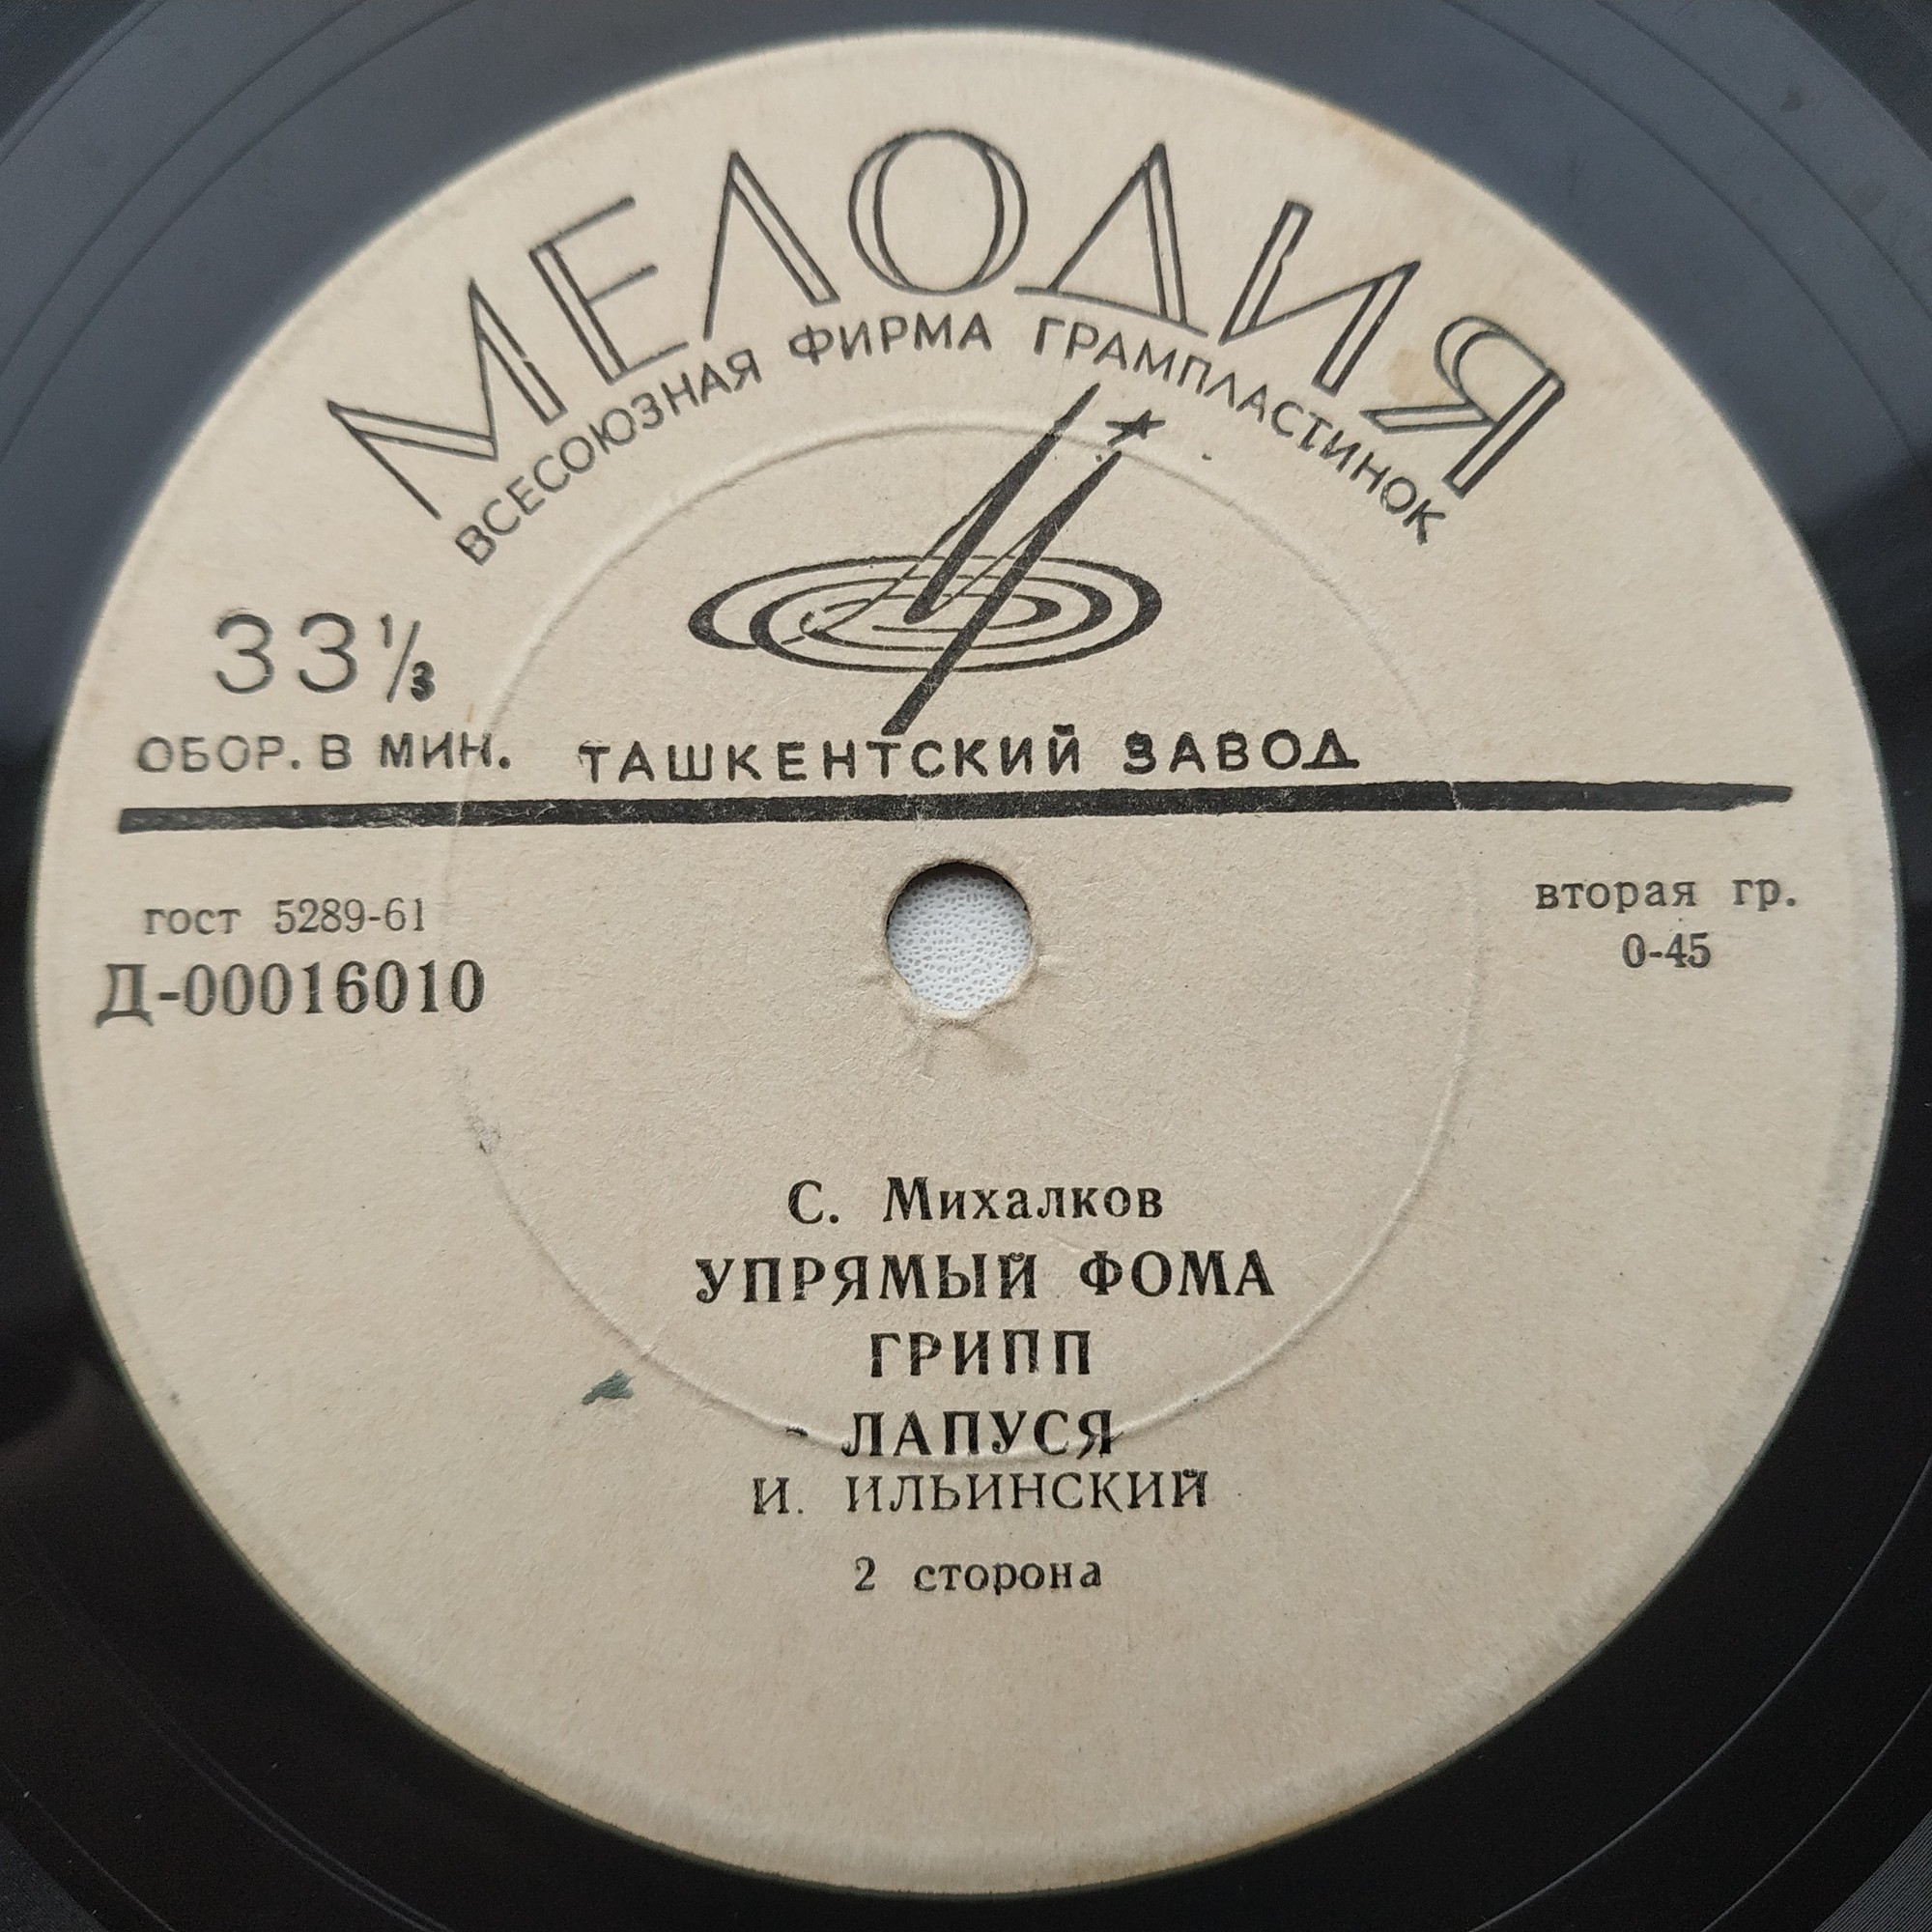 МЕЛОДИЯ
ВСЕСОЮЗНАЯ ФИРМА ГРАМПЛАСТИНОК
33⅓
ОБОР. В МИН.
ТАШКЕНТСКИЙ ЗАВОД
гост 5289-61
Д-00016010
вторая гр.
0-45
С. Михалков
УПРЯМЫЙ ФОМА
ГРИПП
ЛАПУСЯ
И. ИЛЬИНСКИЙ
2 сторона